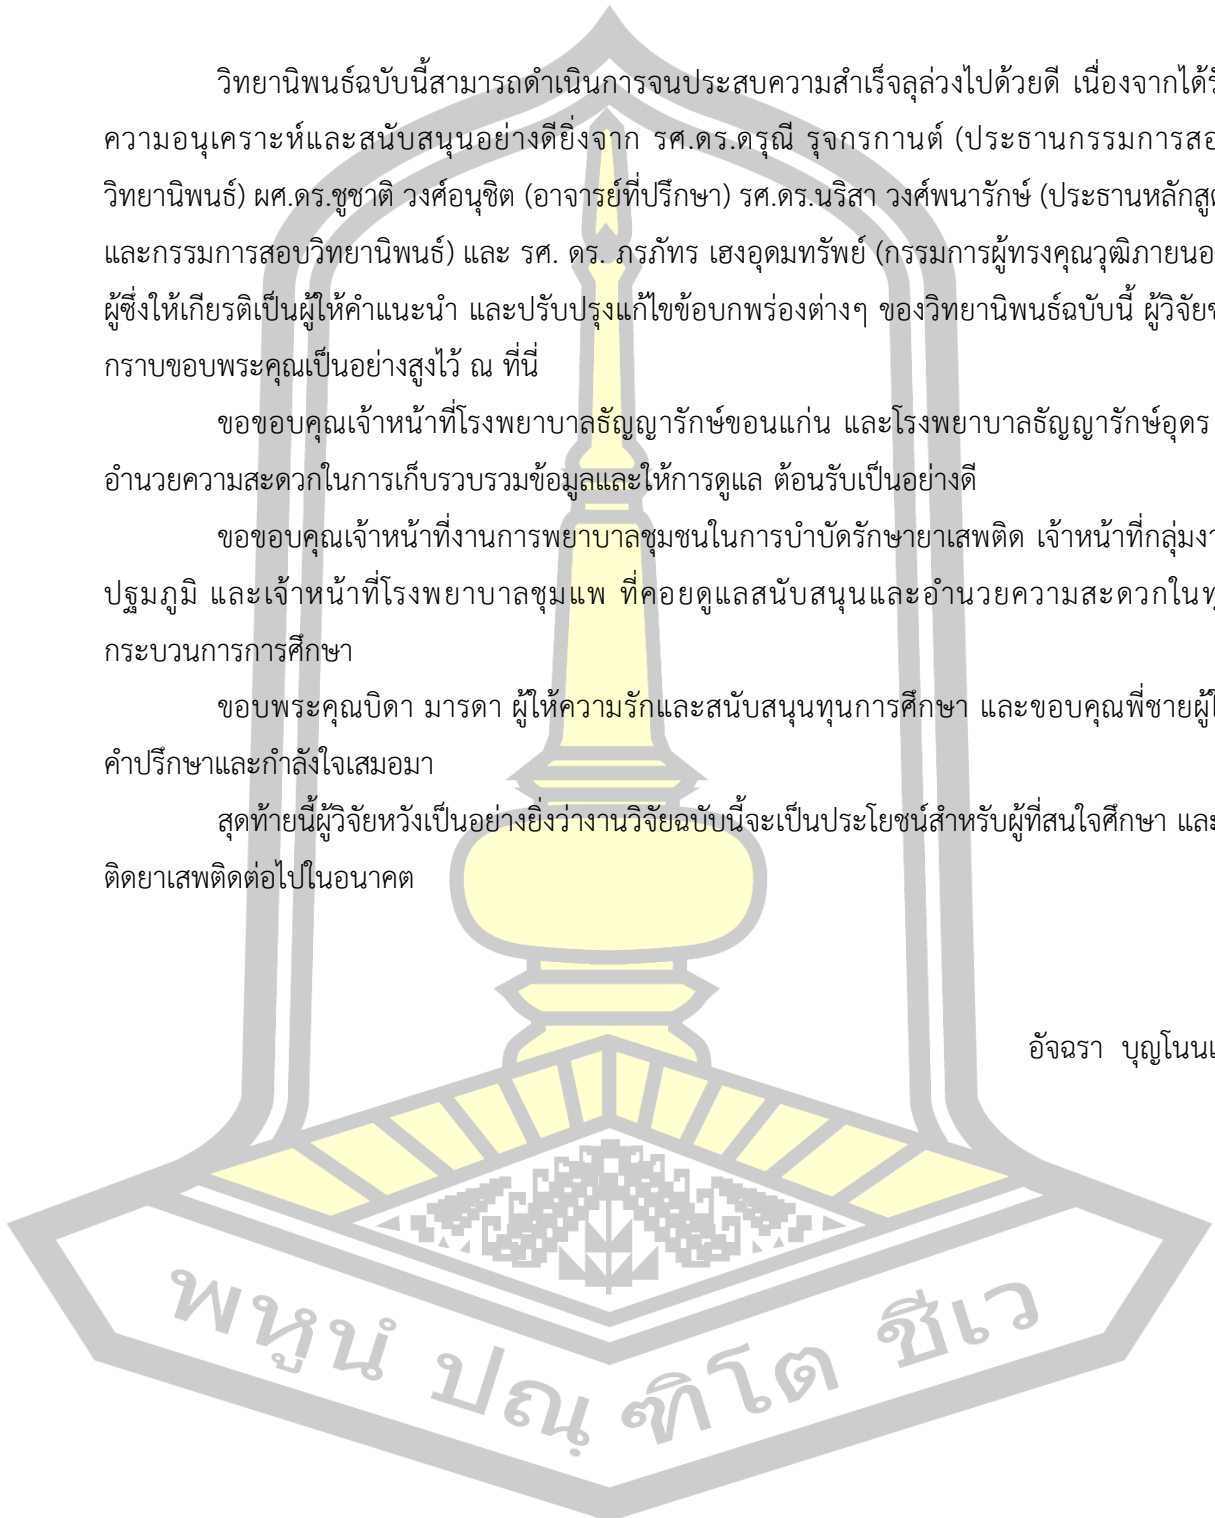 วิทยานิพนธ์ฉบับนี้สามารถดำเนินการจนประสบความสำเร็จลุล่วงไปด้วยดี เนื่องจากได้
ความอนุเคราะห์และสนับสนุนอย่างดียิ่งจาก รศ.ดร.ดรุณี รุจกรกานต์ (ประธานกรรมการสอ
วิทยานิพนธ์) ผศ.ดร.ชูชาติ วงศ์อนุชิต (อาจารย์ที่ปรึกษา) รศ.ดร.นริสา วงศ์พนารักษ์ (ประธานหลักสู
และกรรมการสอบวิทยานิพนธ์) และ รศ. ดร. ภรภัทร เฮงอุดมทรัพย์ (กรรมการผู้ทรงคุณวุฒิภายนอ
ผู้ซึ่งให้เกียรติเป็นผู้ให้คำแนะนำ และปรับปรุงแก้ไขข้อบกพร่องต่างๆ ของวิทยานิพนธ์ฉบับนี้ ผู้วิจัย
กราบขอบพระคุณเป็นอย่างสูงไว้ ณ ที่นี่
ขอขอบคุณเจ้าหน้าที่โรงพยาบาลธัญญารักษ์ขอนแก่น และโรงพยาบาลธัญญารักษ์อุดร
อำนวยความสะดวกในการเก็บรวบรวมข้อมูลและให้การดูแล ต้อนรับเป็นอย่างดี
ขอขอบคุณเจ้าหน้าที่งานการพยาบาลชุมชนในการบำบัดรักษายาเสพติด เจ้าหน้าที่กลุ่มง
ปฐมภูมิ และเจ้าหน้าที่โรงพยาบาลชุมแพ ที่คอยดูแลสนับสนุนและอำนวยความสะดวกใน
กระบวนการการศึกษา
ขอบพระคุณบิดา มารดา ผู้ให้ความรักและสนับสนุนทุนการศึกษา และขอบคุณพี่ชายผู้
คำปรึกษาและกำลังใจเสมอมา
สุดท้ายนี้ผู้วิจัยหวังเป็นอย่างยิ่งว่างานวิจัยฉบับนี้จะเป็นประโยชน์สำหรับผู้ที่สนใจศึกษา และ
ติดยาเสพติดต่อไปในอนาคต
อัจฉรา บุญโนน
พหูนํ ปณฺฑิโต ชีเว